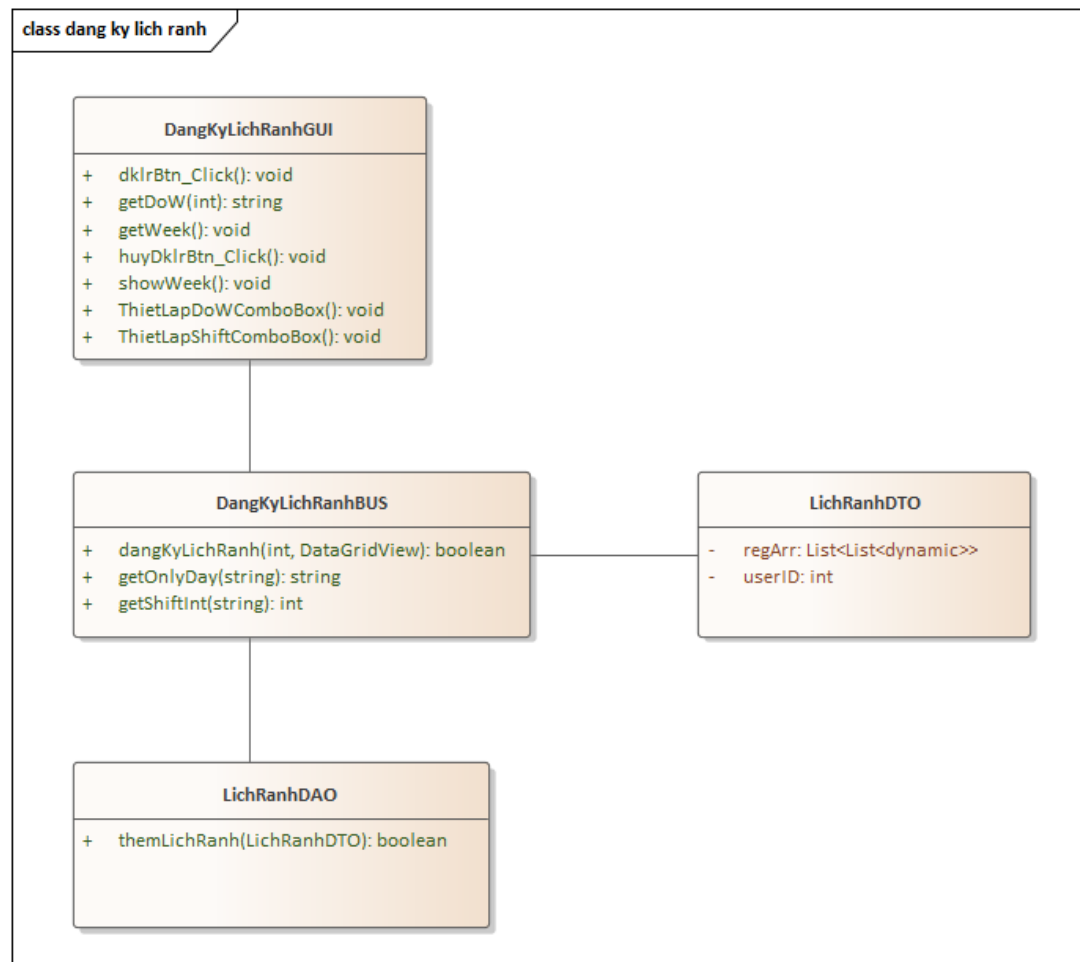 class dang ky lich ranh
DangKyLichRanhGUI
+ dklrBtn_Click(): void
+ getDoW(int): string
+ getWeek(): void
+ huyDklrBtn_Click(): void
+ showWeek(): void
+ ThietLapDoWComboBox(): void
+ ThietLapShiftComboBox(): void
DangKyLichRanhBUS
+ dangKyLichRanh(int, DataGridView): boolean
+ getOnlyDay(string): string
+ getShiftInt(string): int
LichRanhDTO
- regArr: List<List<dynamic>>
- userID: int
LichRanhDAO
+ themLichRanh(LichRanhDTO): boolean